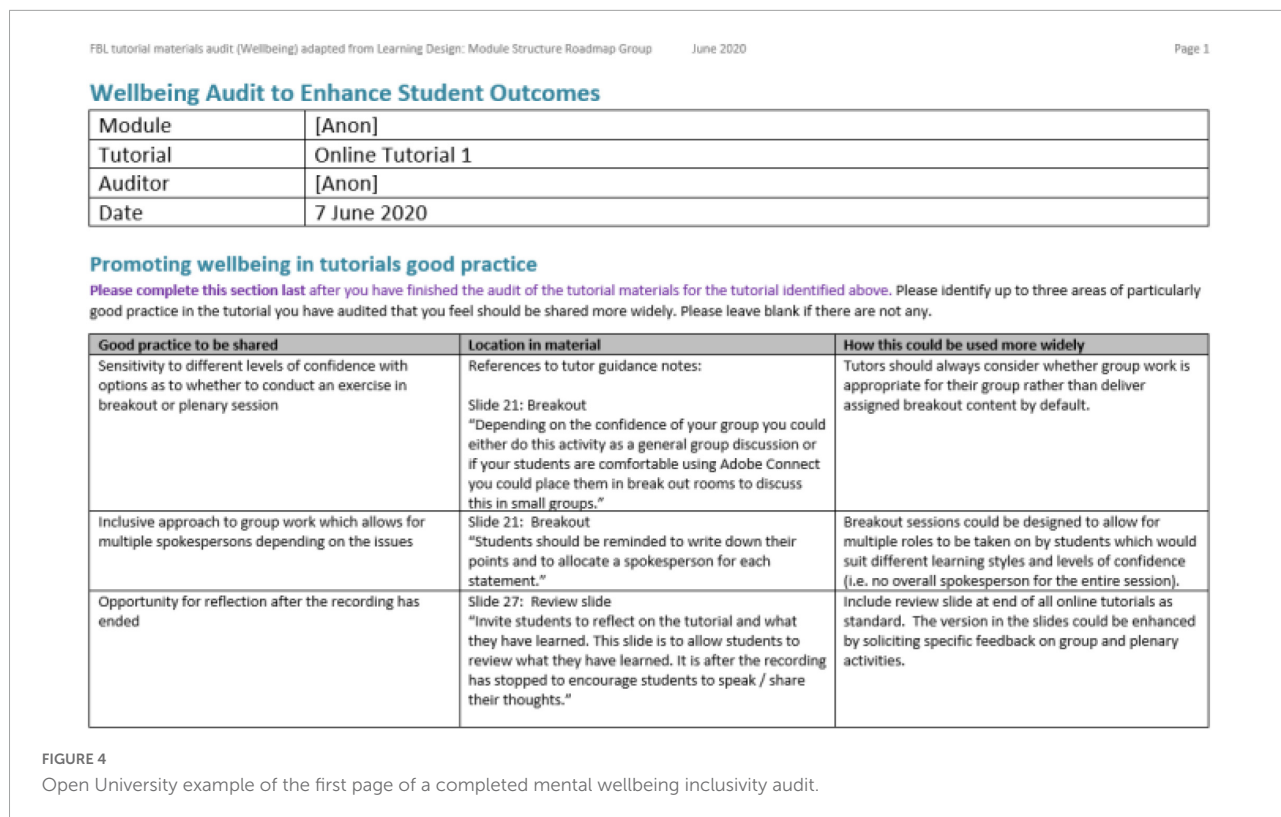 FBL tutorial materials audit (Wellbeing) adapted from Learning Design: Module Structure Roadmap Group June 2020 Page 1
Wellbeing Audit to Enhance Student Outcomes
Module [Anon]
Tutorial Online Tutorial 1
Auditor [Anon]
Date 7 June 2020
Promoting wellbeing in tutorials good practice
Please complete this section last after you have finished the audit of the tutorial materials for the tutorial identified above. Please identify up to three areas of particularly
good practice in the tutorial you have audited that you feel should be shared more widely. Please leave blank if there are not any.
Good practice to be shared Location in material How this could be used more widely
Sensitivity to different levels of confidence with
options as to whether to conduct an exercise in
breakout or plenary session
References to tutor guidance notes:
Slide 21: Breakout
“Depending on the confidence of your group you could
either do this activity as a general group discussion or
if your students are comfortable using Adobe Connect
you could place them in break out rooms to discuss
this in small groups.”
Tutors should always consider whether group work is
appropriate for their group rather than deliver
assigned breakout content by default.
Inclusive approach to group work which allows for
multiple spokespersons depending on the issues
Slide 21: Breakout
“Students should be reminded to write down their
points and to allocate a spokesperson for each
statement.”
Breakout sessions could be designed to allow for
multiple roles to be taken on by students which would
suit different learning styles and levels of confidence
(i.e. no overall spokesperson for the entire session).
Opportunity for reflection after the recording has
ended
Slide 27: Review slide
“Invite students to reflect on the tutorial and what
they have learned. This slide is to allow students to
review what they have learned. It is after the recording
has stopped to encourage students to speak / share
their thoughts.”
Include review slide at end of all online tutorials as
standard. The version in the slides could be enhanced
by soliciting specific feedback on group and plenary
activities.
FIGURE 4
Open University example of the first page of a completed mental wellbeing inclusivity audit.